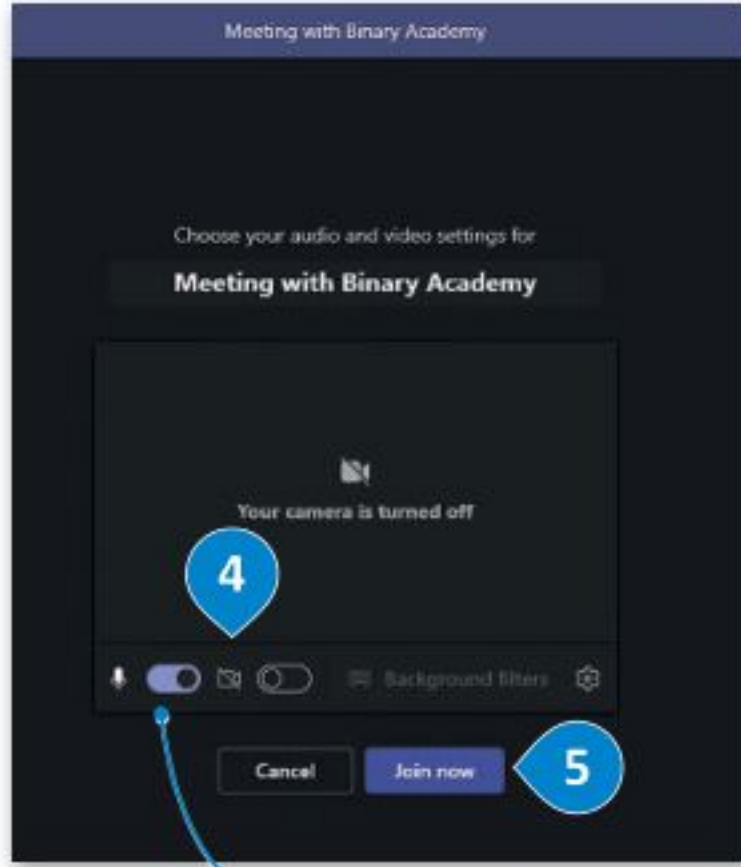 Meeting with Binary Academy
Choose your audio and video settings for
Meeting with Binary Academy
Your camera is turned off
4
Background filters
Cancel
Join now
5